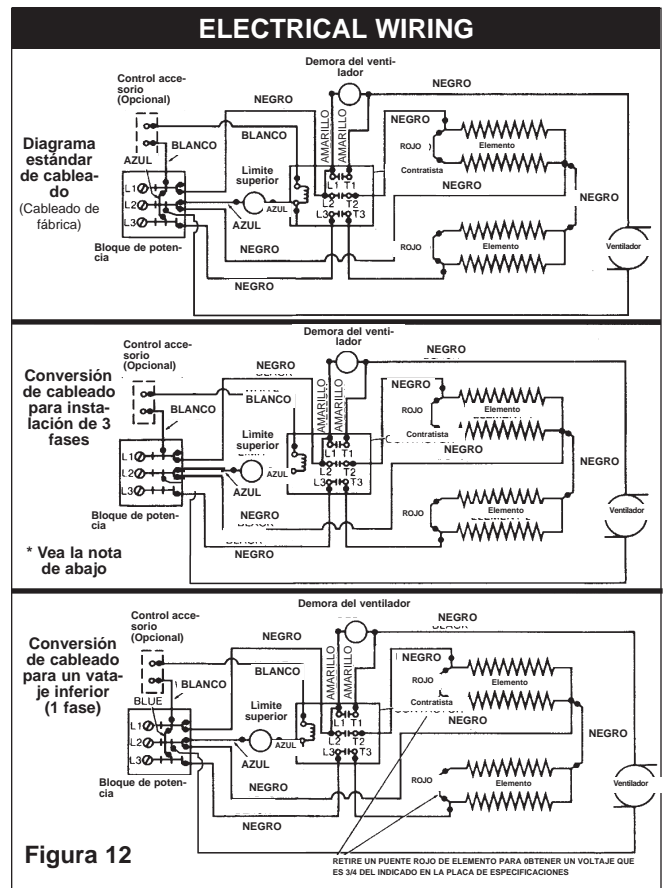 ELECTRICAL WIRING
Diagrama
estándar
de cablea-
do
(Cableado de
fábrica)
Control acce-
sorio
(Opcional)
AZUL
BLANCO
NEGRO
BLANCO
Demora del venti-
lador
AMARILLO
AMARILLO
NEGRO
NEGRO
ROJO
Elemento
Contratista
NEGRO
NEGRO
L1
L2
L3
Limite
superior
AZUL
AZUL
L1 T1
L2 T2
L3 T3
ROJO
Elemento
Ventilador
Bloque de poten-
cia
NEGRO
NEGRO
Conversión
de cableado
para insta-
lación de 3
fases
* Vea la nota
de abajo
Control acce-
sorio
(Opcional)
BLANCO
NEGRO
BLANCO
Demora del venti-
lador
AMARILLO
AMARILLO
NEGRO
NEGRO
ROJO
Elemento
Contratista
NEGRO
NEGRO
L1
L2
L3
Limite
superior
AZUL
AZUL
L1 T1
L2 T2
L3 T3
ROJO
Elemento
Ventilador
Bloque de poten-
cia
NEGRO
NEGRO
Conversión
de cableado
para un vata-
je inferior
(1 fase)
Control acce-
sorio
(Opcional)
BLUE
BLANCO
NEGRO
BLANCO
Demora del ventilador
AMARILLO
AMARILLO
NEGRO
NEGRO
ROJO
Elemento
Contratista
NEGRO
NEGRO
L1
L2
L3
Limite
superior
AZUL
AZUL
L1 T1
L2 T2
L3 T3
ROJO
Elemento
Ventilador
Bloque de poten-
cia
NEGRO
NEGRO
Figura 12
RETIRE UN PUENTE ROJO DE ELEMENTO PARA 0BTENER UN VOLTAJE QUE
ES 3/4 DEL INDICADO EN LA PLACA DE ESPECIFICACIONES